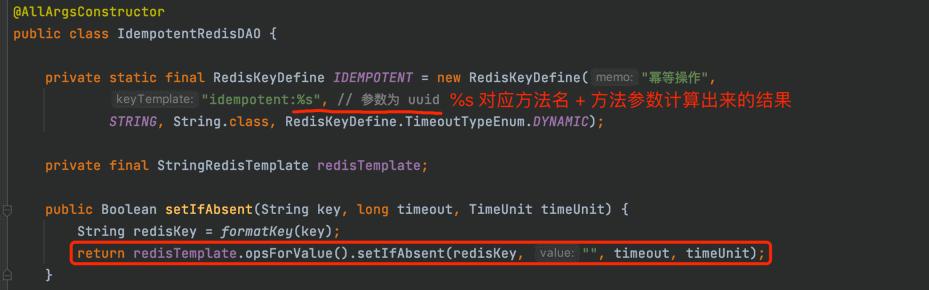 @AllArgsConstructor
public class IdempotentRedisDAO {
private static final RedisKeyDefine IDEMPOTENT = new RedisKeyDefine( memo: "幂等操作",
keyTemplate: "idempotent:%s", // 参数为 uuid %s 对应方法名 + 方法参数计算出来的结果
STRING, String.class, RedisKeyDefine.TimeoutTypeEnum.DYNAMIC);
private final StringRedisTemplate redisTemplate;
public Boolean setIfAbsent(String key, long timeout, TimeUnit timeUnit) {
String redisKey = formatKey(key);
return redisTemplate.opsForValue().setIfAbsent(redisKey, value: "", timeout, timeUnit);
}